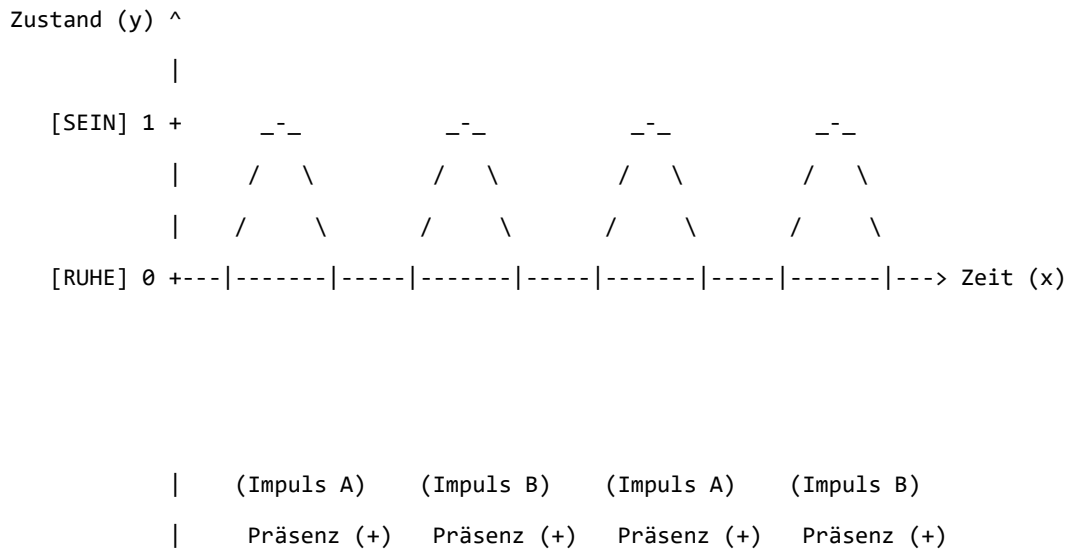 Zustand (y) ^
|
[SEIN] 1 +      _-_         _-_         _-_         _-_
|    /   \       /   \       /   \       /   \
|   /     \     /     \     /     \     /     \
[RUHE] 0 +---|-------|-----|-------|-----|-------|-----|-------|---> Zeit (x)
|    (Impuls A)    (Impuls B)    (Impuls A)    (Impuls B)
|     Präsenz (+)   Präsenz (+)   Präsenz (+)   Präsenz (+)